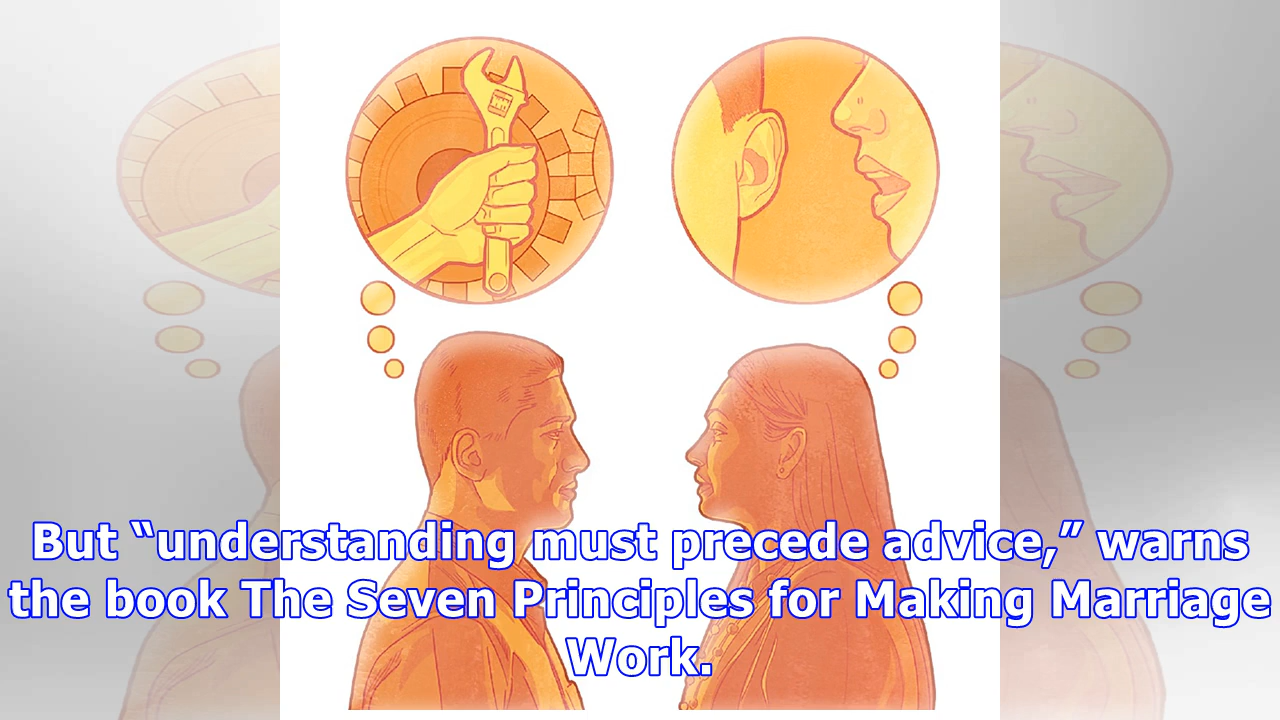 But “understanding must precede advice,” warns
the book The Seven Principles for Making Marriage
Work.